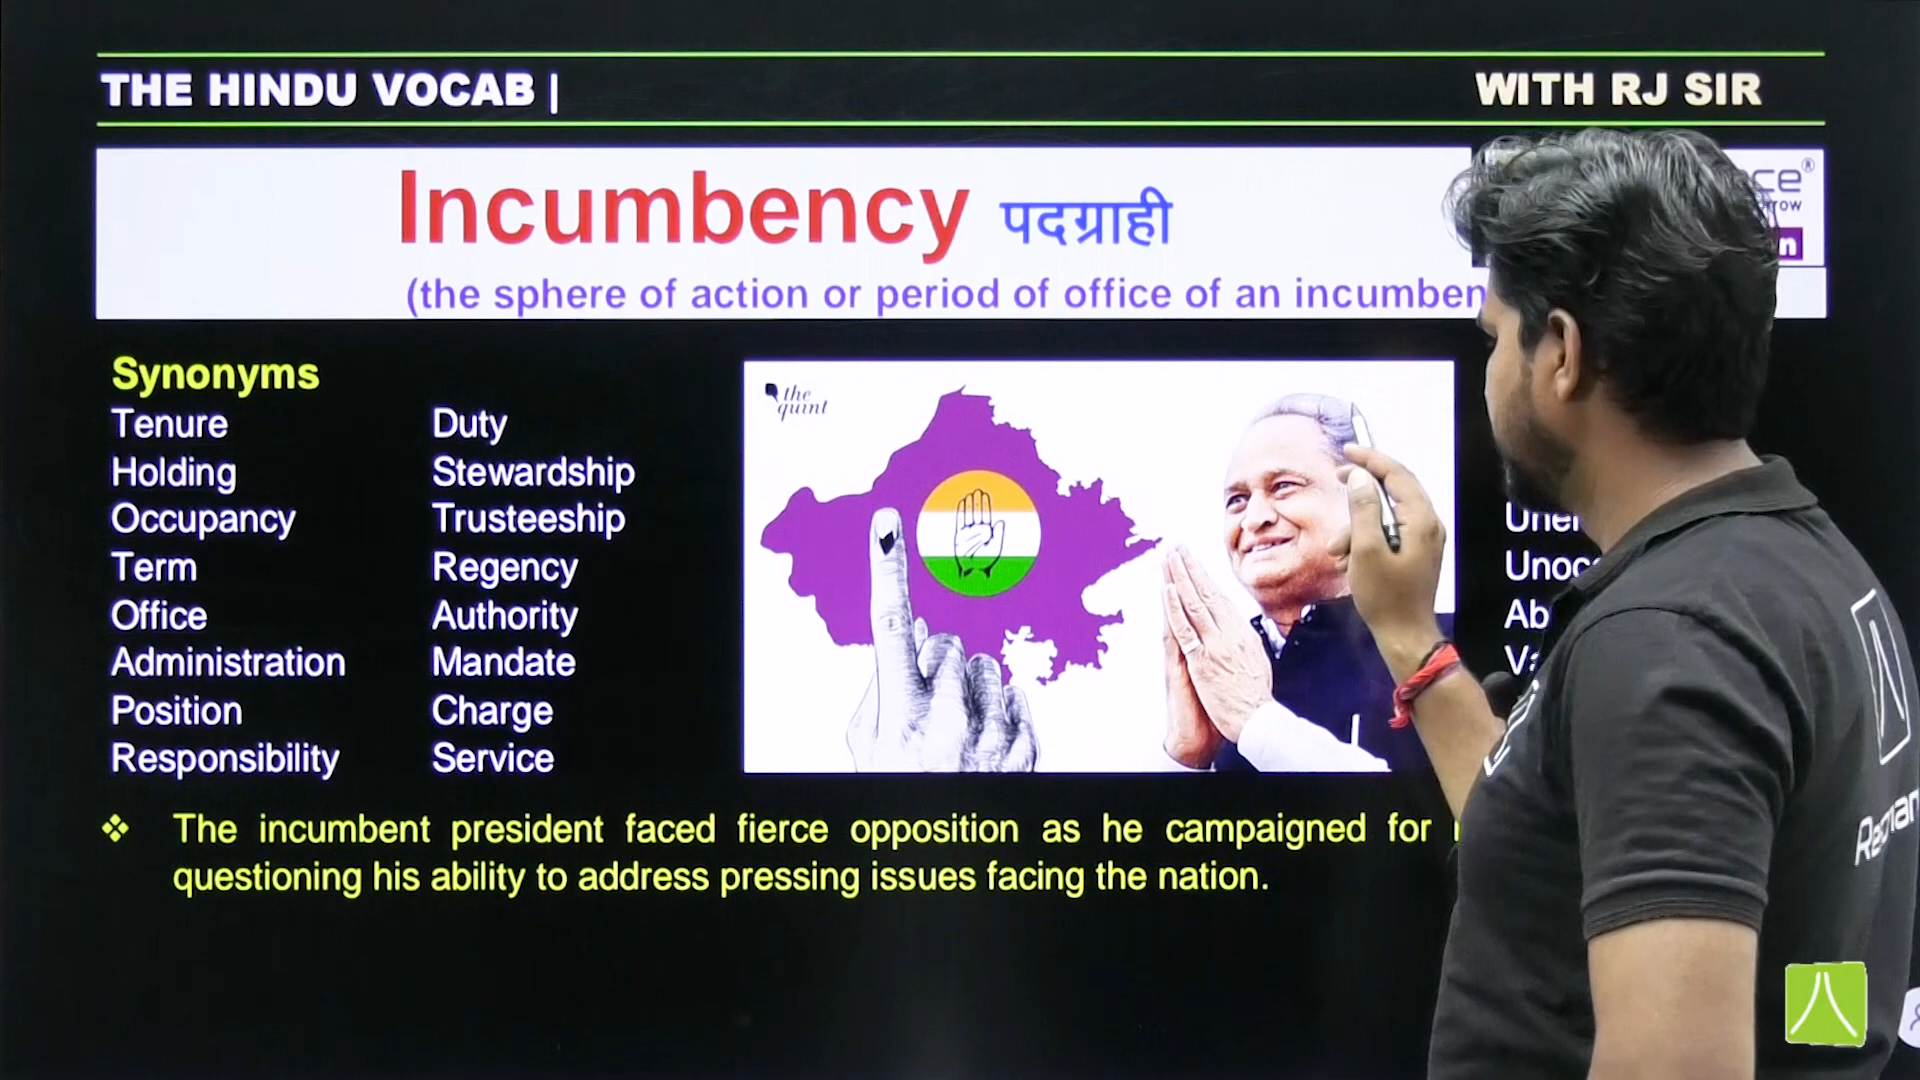 THE HINDU VOCAB |
WITH RJ SIR
Incumbency पदग्राही
(the sphere of action or period of office of an incumben
Synonyms
Tenure
Holding
Occupancy
Term
Office
Administration
Position
Responsibility
Duty
Stewardship
Trusteeship
Regency
Authority
Mandate
Charge
Service
the
quint
❖ The incumbent president faced fierce opposition as he campaigned for
questioning his ability to address pressing issues facing the nation.